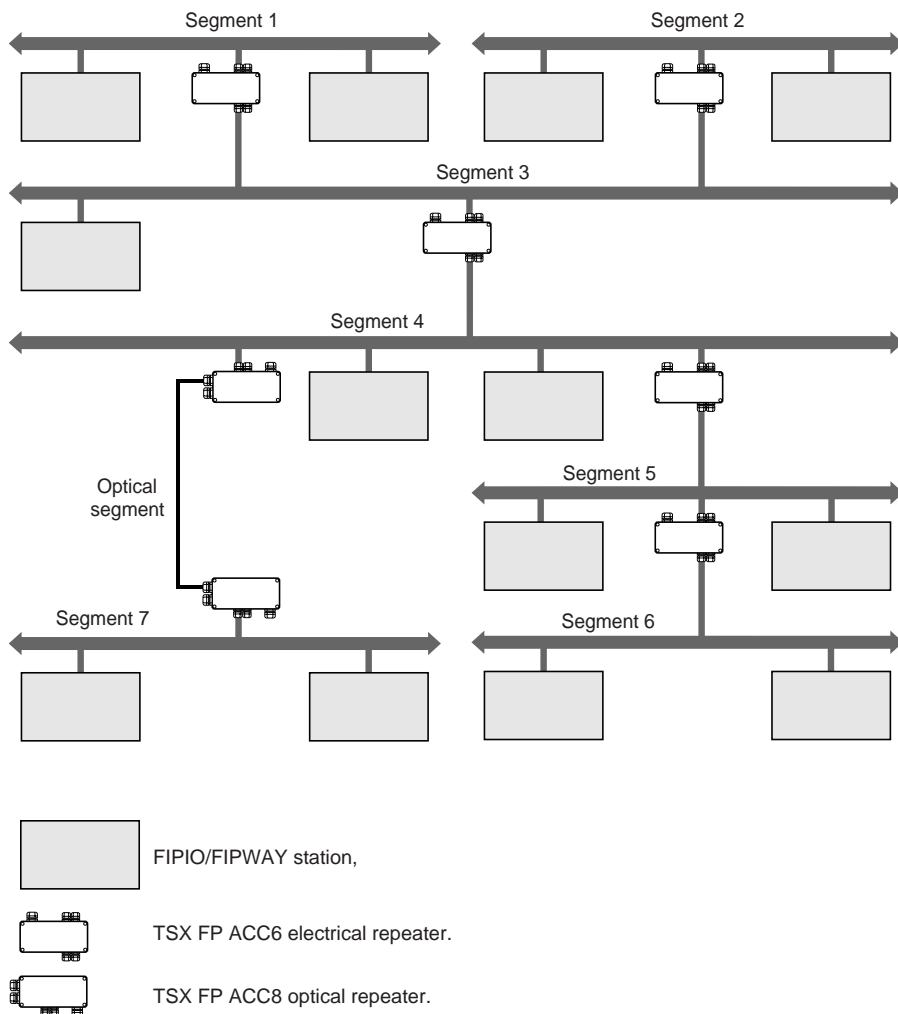 Segment 1
Segment 2
Segment 3
Segment 4
Segment 5
Optical
segment
Segment 7
Segment 6
FIPIO/FIPWAY station,
TSX FP ACC6 electrical repeater.
TSX FP ACC8 optical repeater.